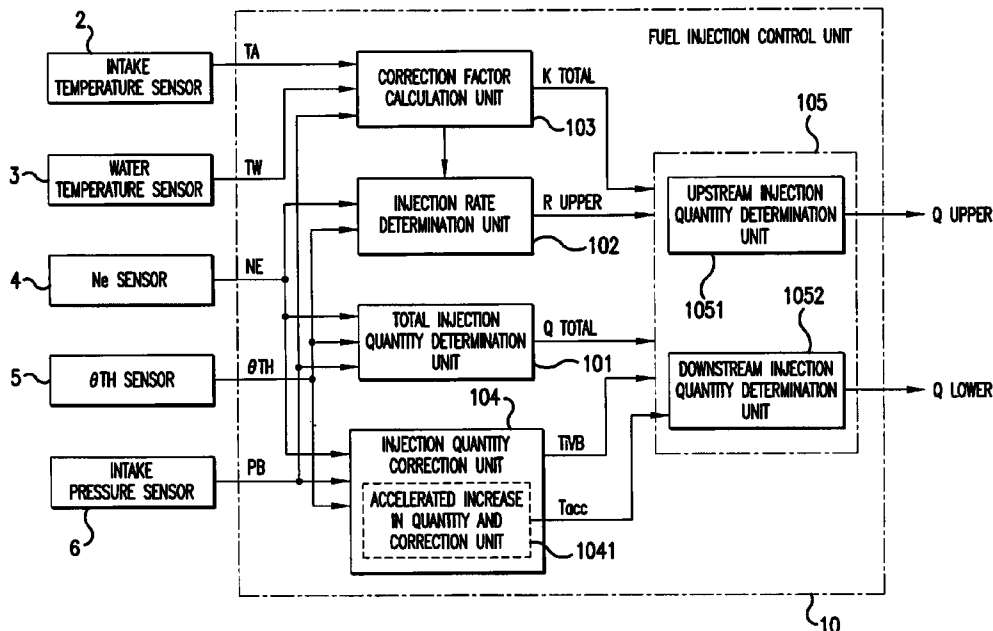 2
INTAKE
TEMPERATURE SENSOR
TA
3
WATER
TEMPERATURE SENSOR
TW
4
Ne SENSOR
NE
5
θTH SENSOR
θTH
INTAKE
PRESSURE SENSOR
PB
6
FUEL INJECTION CONTROL UNIT
CORRECTION FACTOR
CALCULATION UNIT
K TOTAL
103
INJECTION RATE
DETERMINATION UNIT
R UPPER
102
TOTAL INJECTION
QUANTITY DETERMINATION
UNIT
Q TOTAL
101
104
INJECTION QUANTITY
CORRECTION UNIT
TiVB
ACCELERATED INCREASE
IN QUANTITY AND
CORRECTION UNIT
Tacc
1041
105
UPSTREAM INJECTION
QUANTITY DETERMINATION
UNIT
Q UPPER
1051
1052
DOWNSTREAM INJECTION
QUANTITY DETERMINATION
UNIT
Q LOWER
10